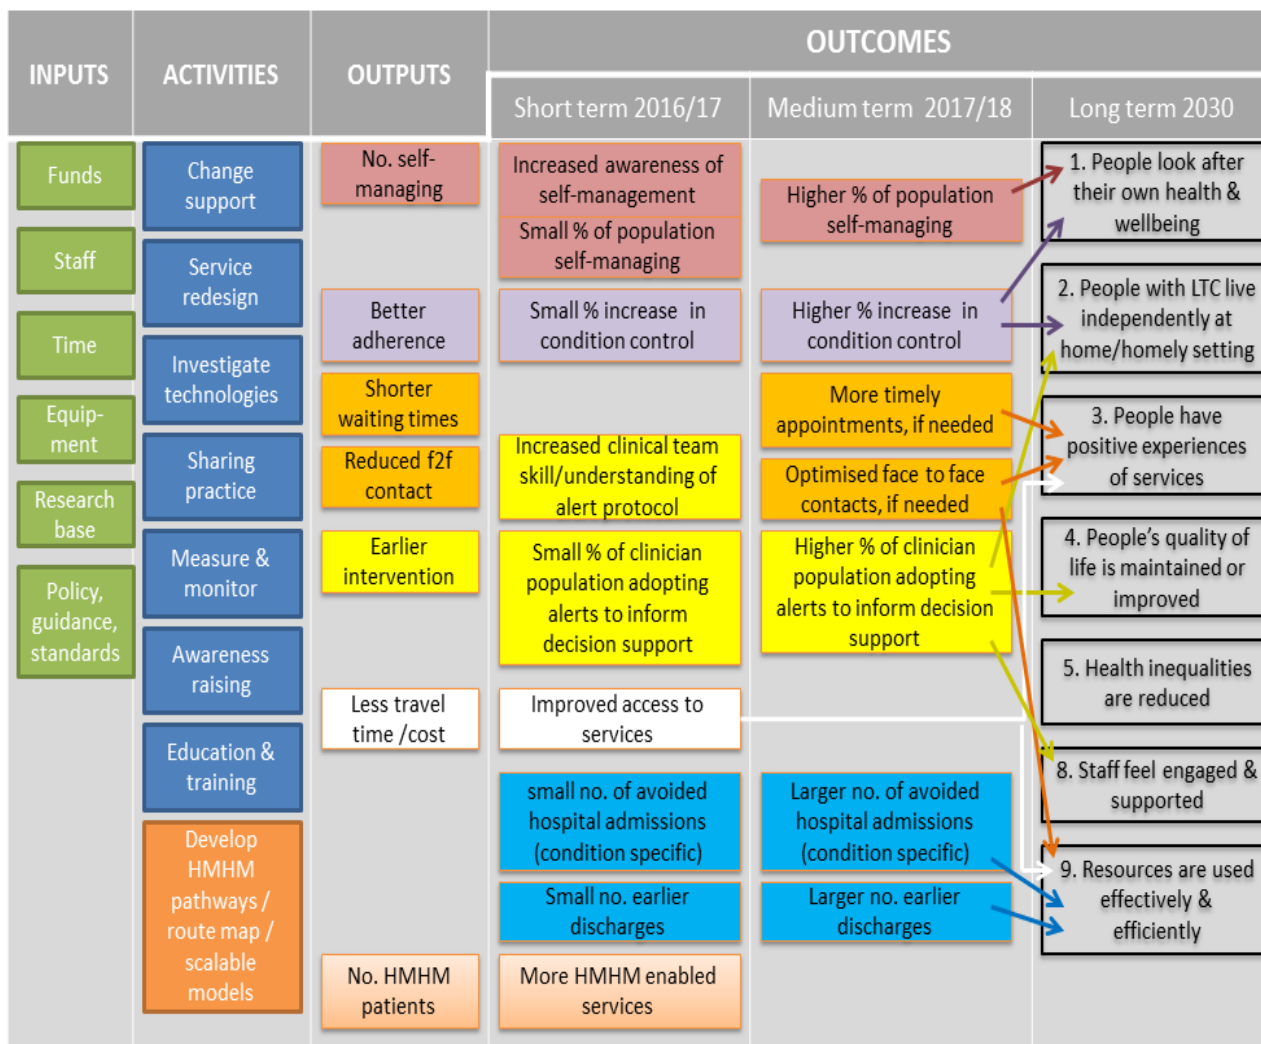 OUTCOMES
INPUTS
ACTIVITIES
OUTPUTS
Short term 2016/17
Medium term 2017/18
Long term 2030
Funds
Staff
Time
Equip-
ment
Research
base
Policy,
guidance,
standards
Change
support
Service
redesign
Investigate
technologies
Sharing
practice
Measure &
monitor
Awareness
raising
Education &
training
Develop
HMHM
pathways /
route map /
scalable
models
No. self-
managing
Better
adherence
Shorter
waiting times
Reduced f2f
contact
Earlier
intervention
Less travel
time /cost
No. HMHM
patients
Increased awareness of
self-management
Small % of population
self-managing
Small % increase in
condition control
Increased clinical team
skill/understanding of
alert protocol
Small % of clinician
population adopting
alerts to inform
decision support
Improved access to
services
small no. of avoided
hospital admissions
(condition specific)
Small no. earlier
discharges
More HMHM enabled
services
Higher % of population
self-managing
Higher % increase in
condition control
More timely
appointments, if needed
Optimised face to face
contacts, if needed
Higher % of clinician
population adopting
alerts to inform decision
support
Larger no. of avoided
hospital admissions
(condition specific)
Larger no. earlier
discharges
1. People look after
their own health &
wellbeing
2. People with LTC live
independently at
home/homely setting
3. People have
positive experiences
of services
4. People’s quality of
life is maintained or
improved
5. Health inequalities
are reduced
8. Staff feel engaged &
supported
9. Resources are used
effectively &
efficiently